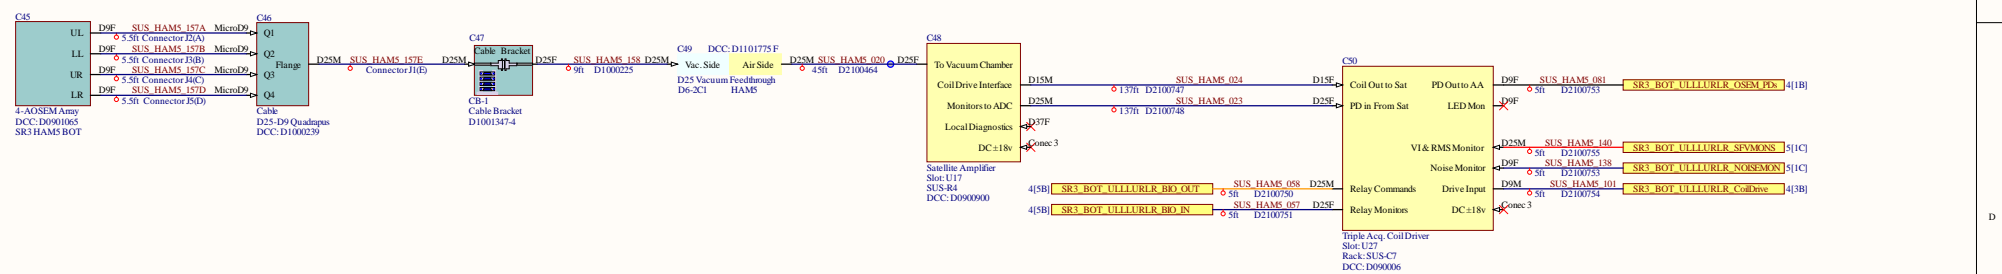 C45
UL
LL
UR
LR
4-AOSEM Array
DCC: D0901065
SR3 HAM5 BOT
D9F SUS_HAM5_157A MicroD9
5.5ft Connector J2(A)
D9F SUS_HAM5_157B MicroD9
5.5ft Connector J3(B)
D9F SUS_HAM5_157C MicroD9
5.5ft Connector J4(C)
D9F SUS_HAM5_157D MicroD9
5.5ft Connector J5(D)
C46
Q1
Q2
Q3
Q4
Flange
Cable
D25-D9 Quadrapus
DCC: D1000239
D25M SUS_HAM5_157E D25M
Connector J1(E)
C47
Cable Bracket
CB-1
Cable Bracket
D1001347-4
D25F SUS_HAM5_158 D25M
9ft D1000225
C49 DCC: D1101775 F
Vac. Side Air Side
D25 Vacuum Feedthrough
D6-2C1 HAM5
D25M SUS_HAM5_020 D25F
45ft D2100464
C48
To Vacuum Chamber
Coil Drive Interface
Monitors to ADC
Local Diagnostics
DC ±18v
Satellite Amplifier
Slot: U17
SUS-R4
DCC: D0900900
D15M SUS_HAM5_024 D15F
137ft D2100747
D25M SUS_HAM5_023 D25F
137ft D2100748
D37F
Conec 3
4[5B] SR3_BOT_ULLLURLR_BIO_OUT SUS_HAM5_058 D25M
5ft D2100750
4[5B] SR3_BOT_ULLLURLR_BIO_IN SUS_HAM5_057 D25F
5ft D2100751
C50
Coil Out to Sat PD Out to AA
PD in From Sat LED Mon
VI & RMS Monitor
Noise Monitor
Relay Commands Drive Input
Relay Monitors DC ±18v
Triple Acq. Coil Driver
Slot: U27
Rack: SUS-C7
DCC: D090006
D9F SUS_HAM5_081 SR3_BOT_ULLLURLR_OSEM_PDs 4[1B]
5ft D2100753
D9F
D25M SUS_HAM5_140 SR3_BOT_ULLLURLR_SFVMONS 5[1C]
5ft D2100755
D9F SUS_HAM5_138 SR3_BOT_ULLLURLR_NOISEMON 5[1C]
5ft D2100753
D9M SUS_HAM5_101 SR3_BOT_ULLLURLR_CoilDrive 4[3B]
5ft D2100754
Conec 3
D